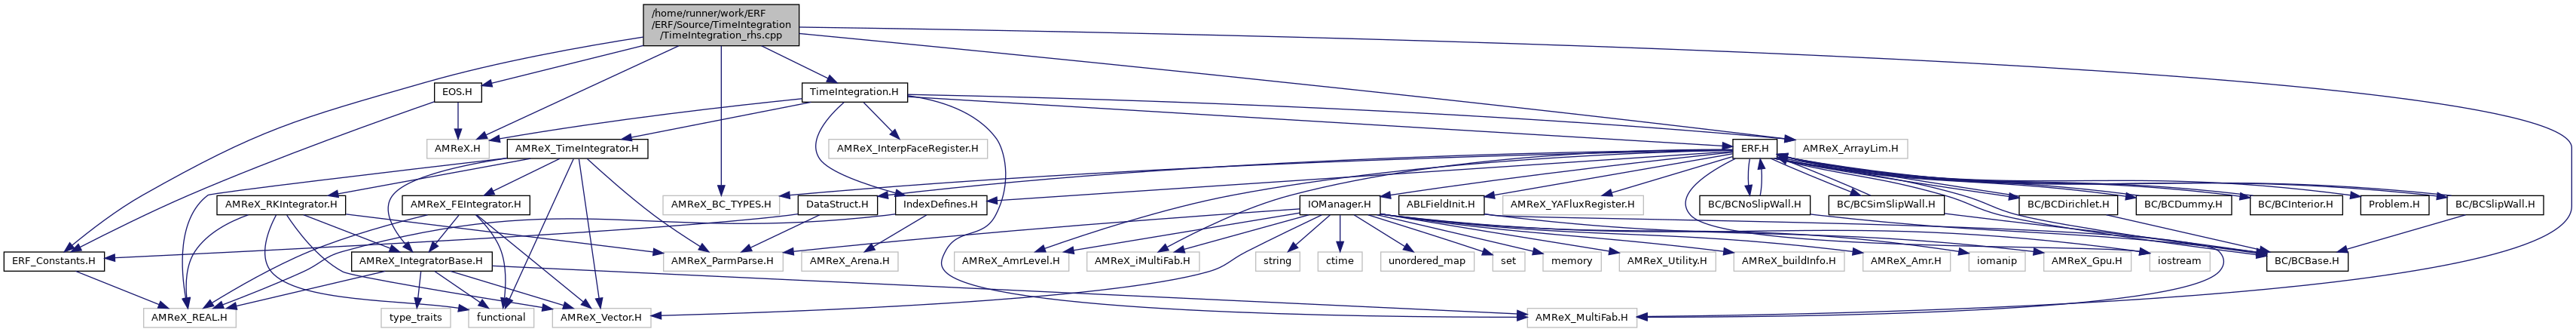 /home/runner/work/ERF
/ERF/Source/TimeIntegration
/TimeIntegration_rhs.cpp
EOS.H
TimeIntegration.H
AMReX.H
AMReX_TimeIntegrator.H
AMReX_InterpFaceRegister.H
ERF.H
AMReX_ArrayLim.H
AMReX_RKIntegrator.H
AMReX_FEIntegrator.H
AMReX_BC_TYPES.H
DataStruct.H
IndexDefines.H
IOManager.H
ABLFieldInit.H
AMReX_YAFluxRegister.H
BC/BCNoSlipWall.H
BC/BCSimSlipWall.H
BC/BCDirichlet.H
BC/BCDummy.H
BC/BCInterior.H
Problem.H
BC/BCSlipWall.H
ERF_Constants.H
AMReX_IntegratorBase.H
AMReX_ParmParse.H
AMReX_Arena.H
AMReX_AmrLevel.H
AMReX_iMultiFab.H
string
ctime
unordered_map
set
memory
AMReX_Utility.H
AMReX_buildInfo.H
AMReX_Amr.H
iomanip
AMReX_Gpu.H
iostream
BC/BCBase.H
AMReX_REAL.H
type_traits
functional
AMReX_Vector.H
AMReX_MultiFab.H